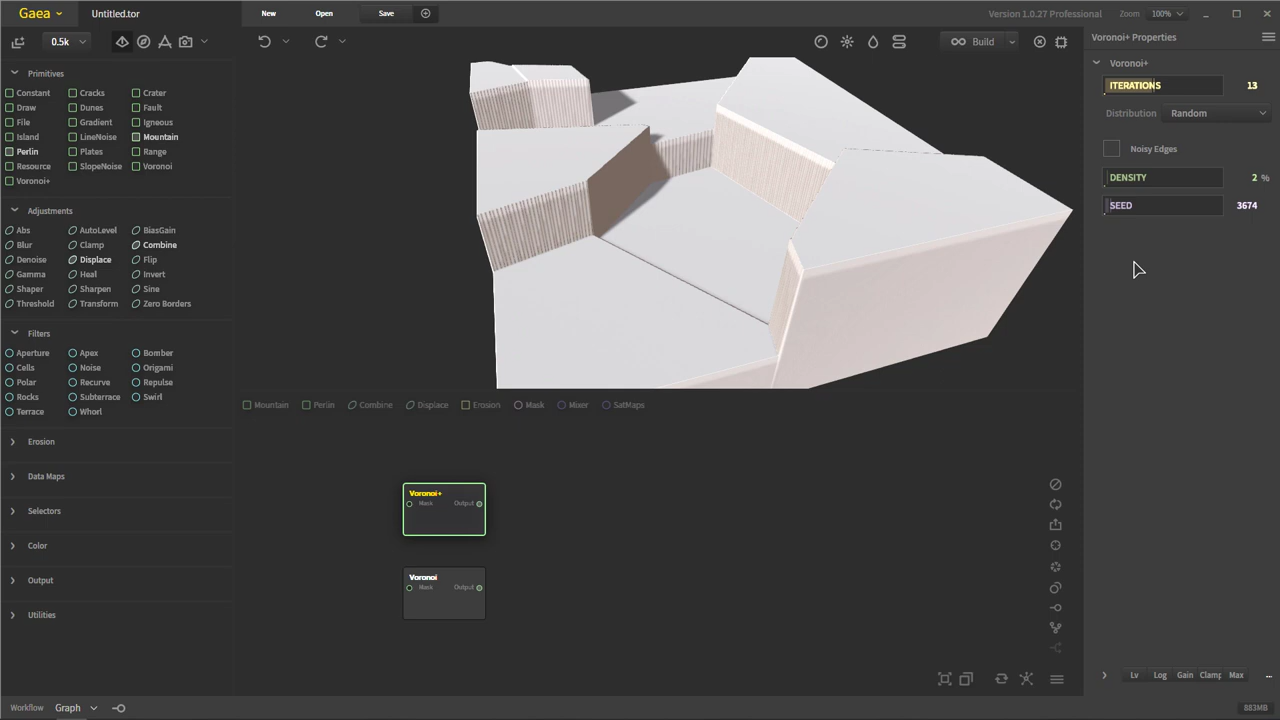 Gaea
Untitled.tor
New
Open
Save
Version 1.0.27 Professional
Zoom
100%
0.5k
Build
Voronoi+ Properties
Primitives
Constant Cracks Crater
Draw Dunes Fault
File Gradient Igneous
Island LineNoise Mountain
Perlin Plates Range
Resource SlopeNoise Voronoi
Voronoi+
Adjustments
Abs AutoLevel BiasGain
Blur Clamp Combine
Denoise Displace Flip
Gamma Heal Invert
Shaper Sharpen Sine
Threshold Transform Zero Borders
Filters
Aperture Apex Bomber
Cells Noise Origami
Polar Recurve Repulse
Rocks Subterrace Swirl
Terrace Whorl
Erosion
Data Maps
Selectors
Color
Output
Utilities
Mountain Perlin Combine Displace Erosion Mask Mixer SatMaps
Voronoi+
Mask Output
Voronoi
Mask Output
Voronoi+
ITERATIONS 13
Distribution Random
Noisy Edges
DENSITY 2 %
SEED 3674
Lv Log Gain Clamp Max ...
Workflow Graph
883MB